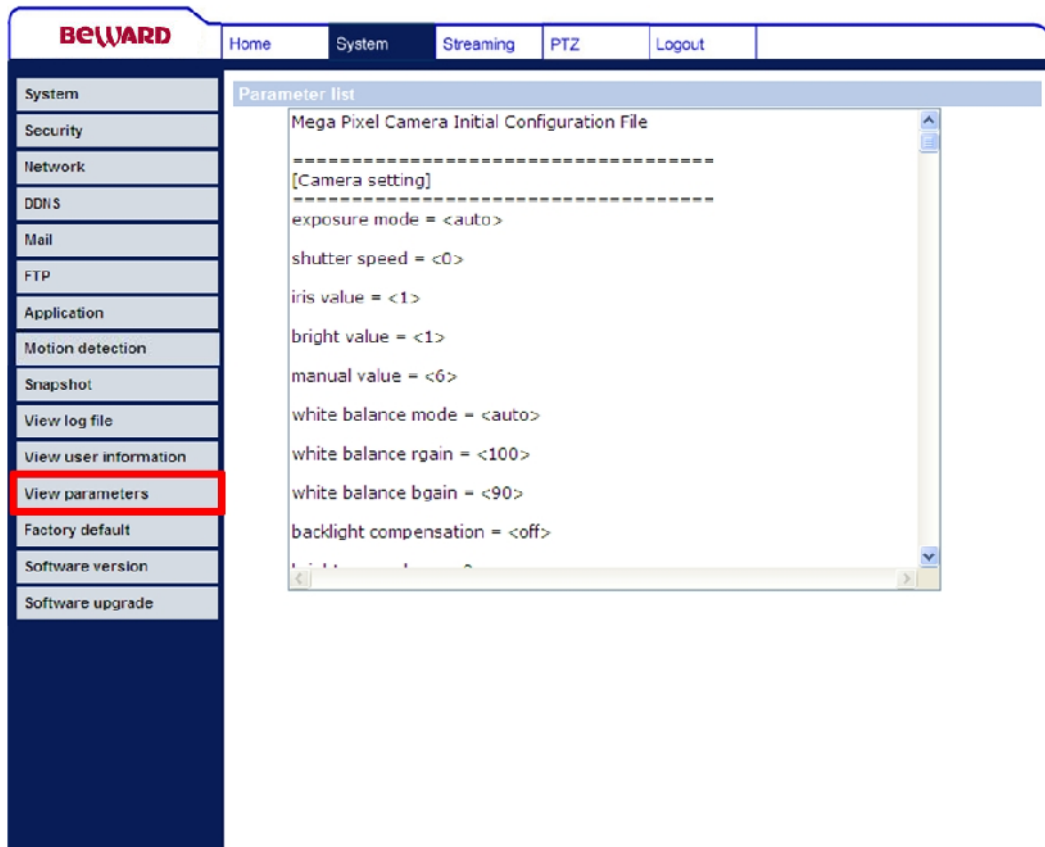 BEWARD
Home System Streaming PTZ Logout
System
Security
Network
DDNS
Mail
FTP
Application
Motion detection
Snapshot
View log file
View user information
View parameters
Factory default
Software version
Software upgrade
Parameter list
Mega Pixel Camera Initial Configuration File
====================================
[Camera setting]
====================================
exposure mode = <auto>
shutter speed = <0>
iris value = <1>
bright value = <1>
manual value = <6>
white balance mode = <auto>
white balance rgain = <100>
white balance bgain = <90>
backlight compensation = <off>